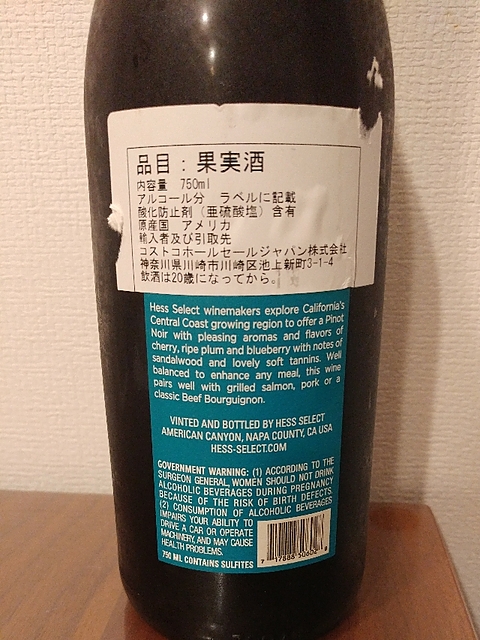 品目：果実酒
内容量　750ml
アルコール分　ラベルに記載
酸化防止剤（亜硫酸塩）含有
原産国　アメリカ
輸入者及び引取先
コストコホールセールジャパン株式会社
神奈川県川崎市川崎区池上新町3-1-4
飲酒は20歳になってから。
Hess Select winemakers explore California's
Central Coast growing region to offer a Pinot
Noir with pleasing aromas and flavors of
cherry, ripe plum and blueberry with notes of
sandalwood and lovely soft tannins. Well
balanced to enhance any meal, this wine
pairs well with grilled salmon, pork or a
classic Beef Bourguignon.
VINTED AND BOTTLED BY HESS SELECT
AMERICAN CANYON, NAPA COUNTY, CA USA
HESS-SELECT.COM
GOVERNMENT WARNING: (1) ACCORDING TO THE
SURGEON GENERAL, WOMEN SHOULD NOT DRINK
ALCOHOLIC BEVERAGES DURING PREGNANCY
BECAUSE OF THE RISK OF BIRTH DEFECTS.
(2) CONSUMPTION OF ALCOHOLIC BEVERAGES
IMPAIRS YOUR ABILITY TO
DRIVE A CAR OR OPERATE
MACHINERY, AND MAY CAUSE
HEALTH PROBLEMS.
750 ML CONTAINS SULFITES